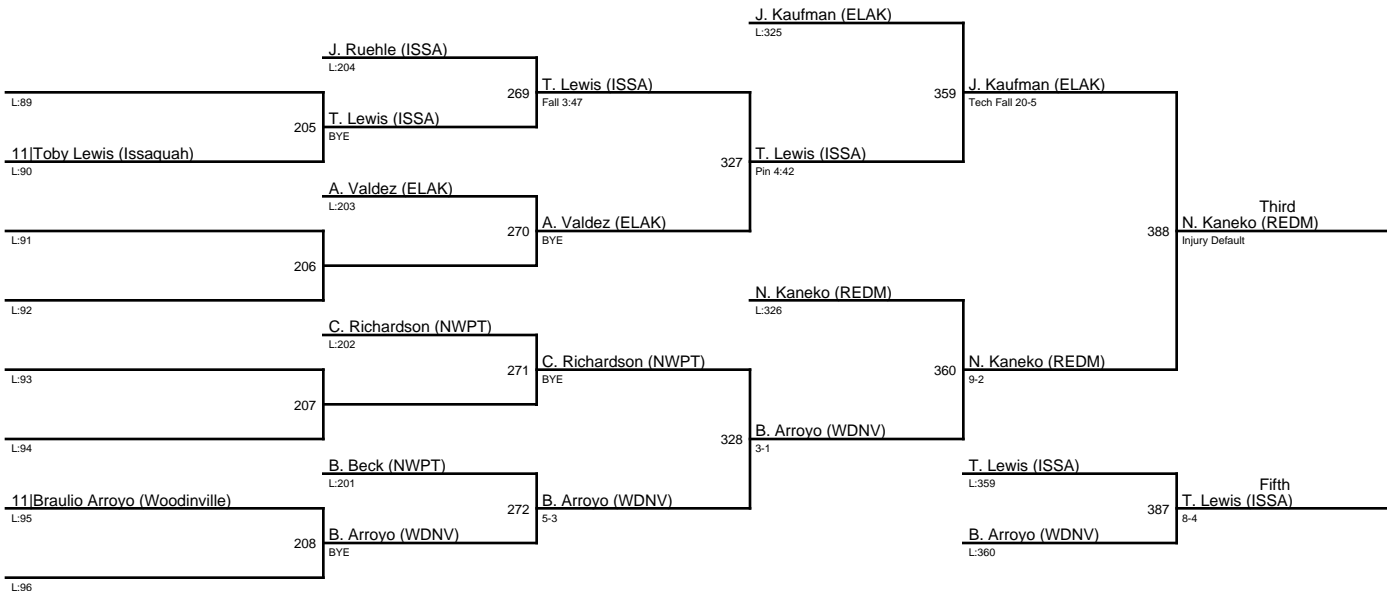 J. Kaufman (ELAK)
L:325
J. Ruehle (ISSA)
L:204
269
T. Lewis (ISSA)
Fall 3:47
359
J. Kaufman (ELAK)
Tech Fall 20-5
L:89
205
T. Lewis (ISSA)
BYE
11|Toby Lewis (Issaquah)
L:90
327
T. Lewis (ISSA)
Pin 4:42
A. Valdez (ELAK)
L:203
270
A. Valdez (ELAK)
BYE
388
Third
N. Kaneko (REDM)
Injury Default
L:91
206
L:92
N. Kaneko (REDM)
L:326
C. Richardson (NWPT)
L:202
271
C. Richardson (NWPT)
BYE
360
N. Kaneko (REDM)
9-2
L:93
207
L:94
328
B. Arroyo (WDNV)
3-1
B. Beck (NWPT)
L:201
T. Lewis (ISSA)
L:359
11|Braulio Arroyo (Woodinville)
L:95
272
B. Arroyo (WDNV)
5-3
387
Fifth
T. Lewis (ISSA)
8-4
208
B. Arroyo (WDNV)
BYE
B. Arroyo (WDNV)
L:360
L:96